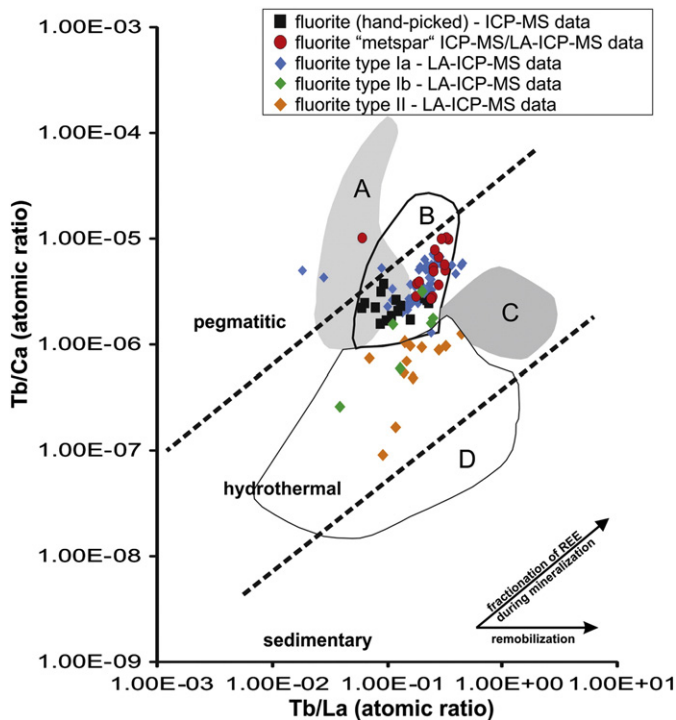 fluorite (hand-picked) - ICP-MS data
fluorite “metspar“ ICP-MS/LA-ICP-MS data
fluorite type Ia - LA-ICP-MS data
fluorite type Ib - LA-ICP-MS data
fluorite type II - LA-ICP-MS data
Tb/Ca (atomic ratio)
1.00E-03
1.00E-04
1.00E-05
1.00E-06
1.00E-07
1.00E-08
1.00E-09
A
B
C
D
pegmatitic
hydrothermal
sedimentary
fractionation of REE
during mineralization
remobilization
1.00E-03
1.00E-02
1.00E-01
1.00E+00
1.00E+01
Tb/La (atomic ratio)